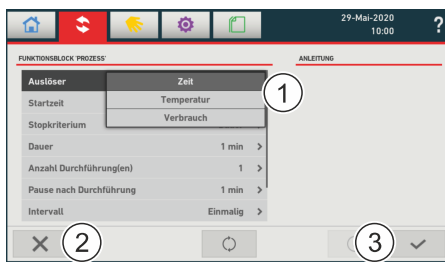 29-Mai-2020
10:00
?
FUNKTIONSBLOCK 'PROZESS'
ANLEITUNG
Auslöser
Zeit
Temperatur
Verbrauch
1
Startzeit
Stopkriterium
Dauer 1 min >
Anzahl Durchführung(en) 1 >
Pause nach Durchführung 1 min >
Intervall Einmalig >
2
3